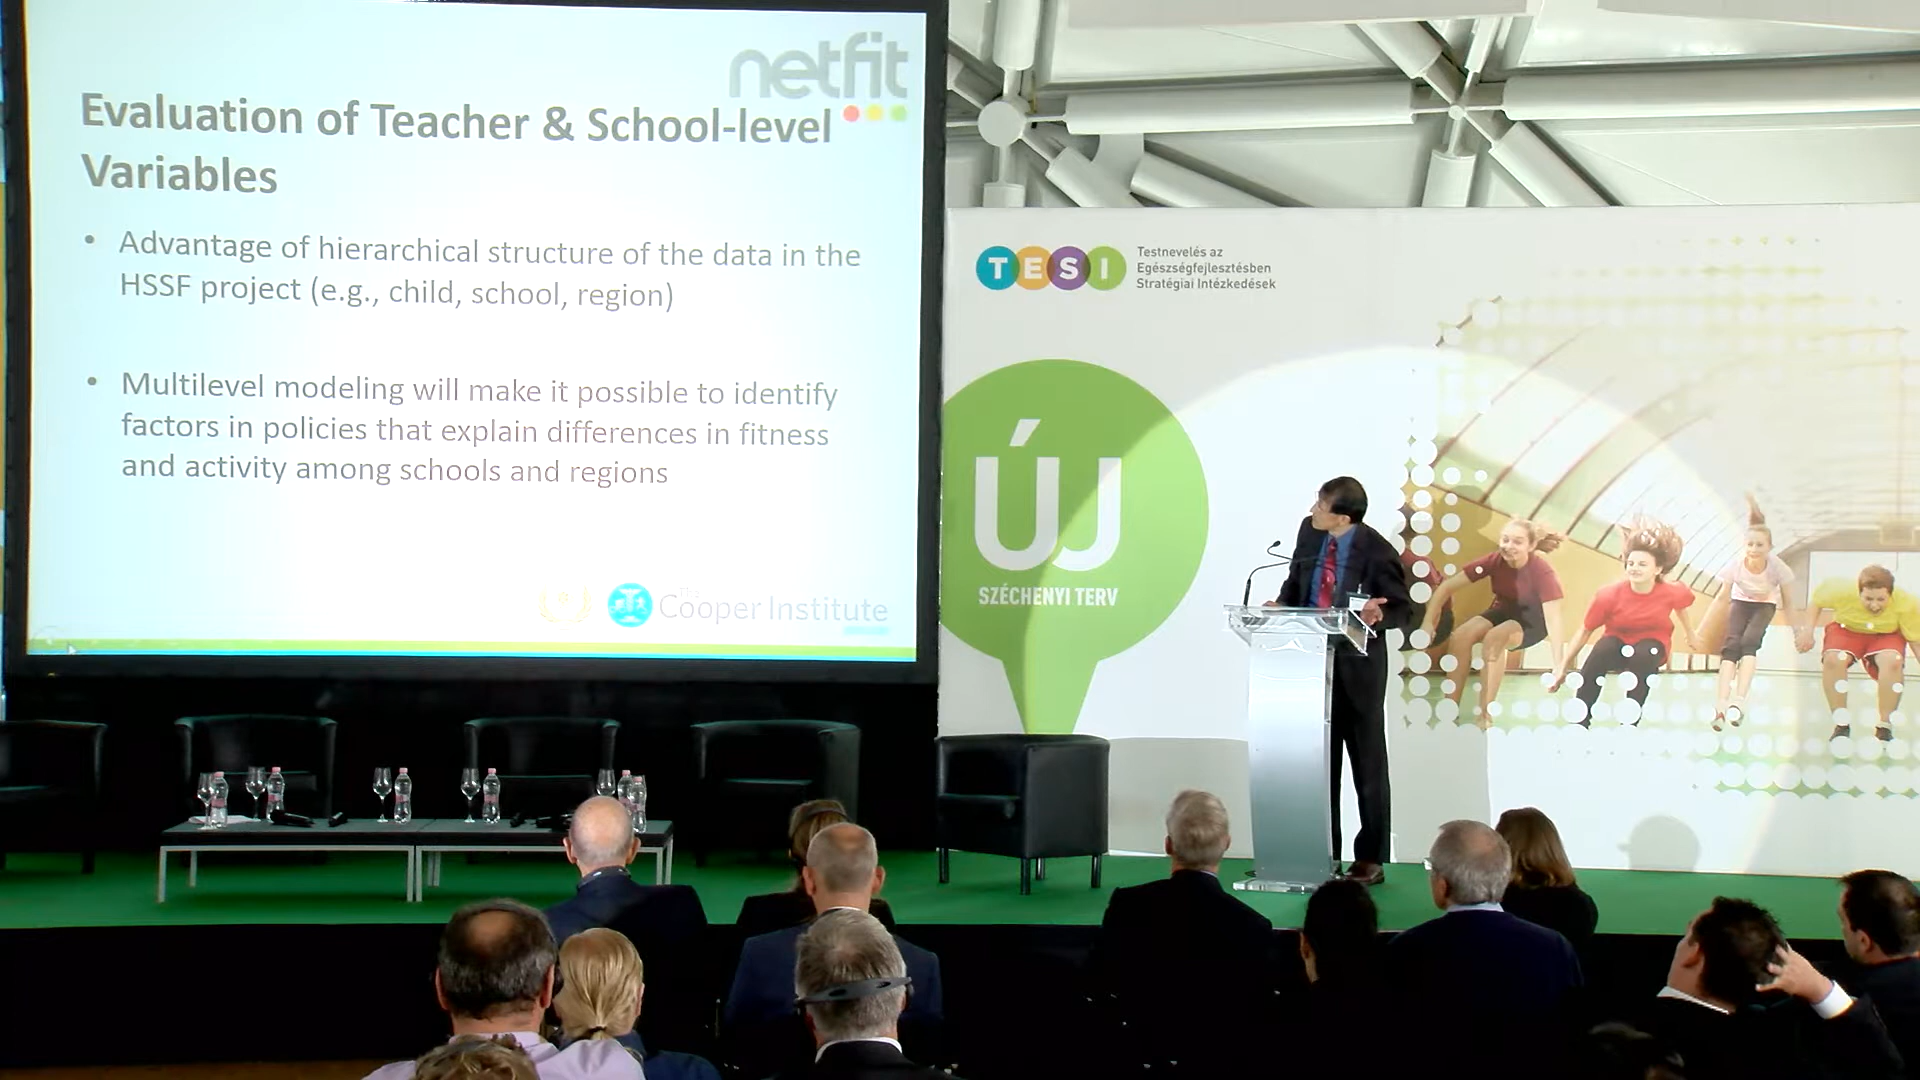 netfit
Evaluation of Teacher & School-level
Variables
• Advantage of hierarchical structure of the data in the
HSSF project (e.g., child, school, region)
• Multilevel modeling will make it possible to identify
factors in policies that explain differences in fitness
and activity among schools and regions
The
Cooper Institute
TESI
Testnevelés az
Egészségfejlesztésben
Stratégiai Intézkedések
ÚJ
SZÉCHENYI TERV